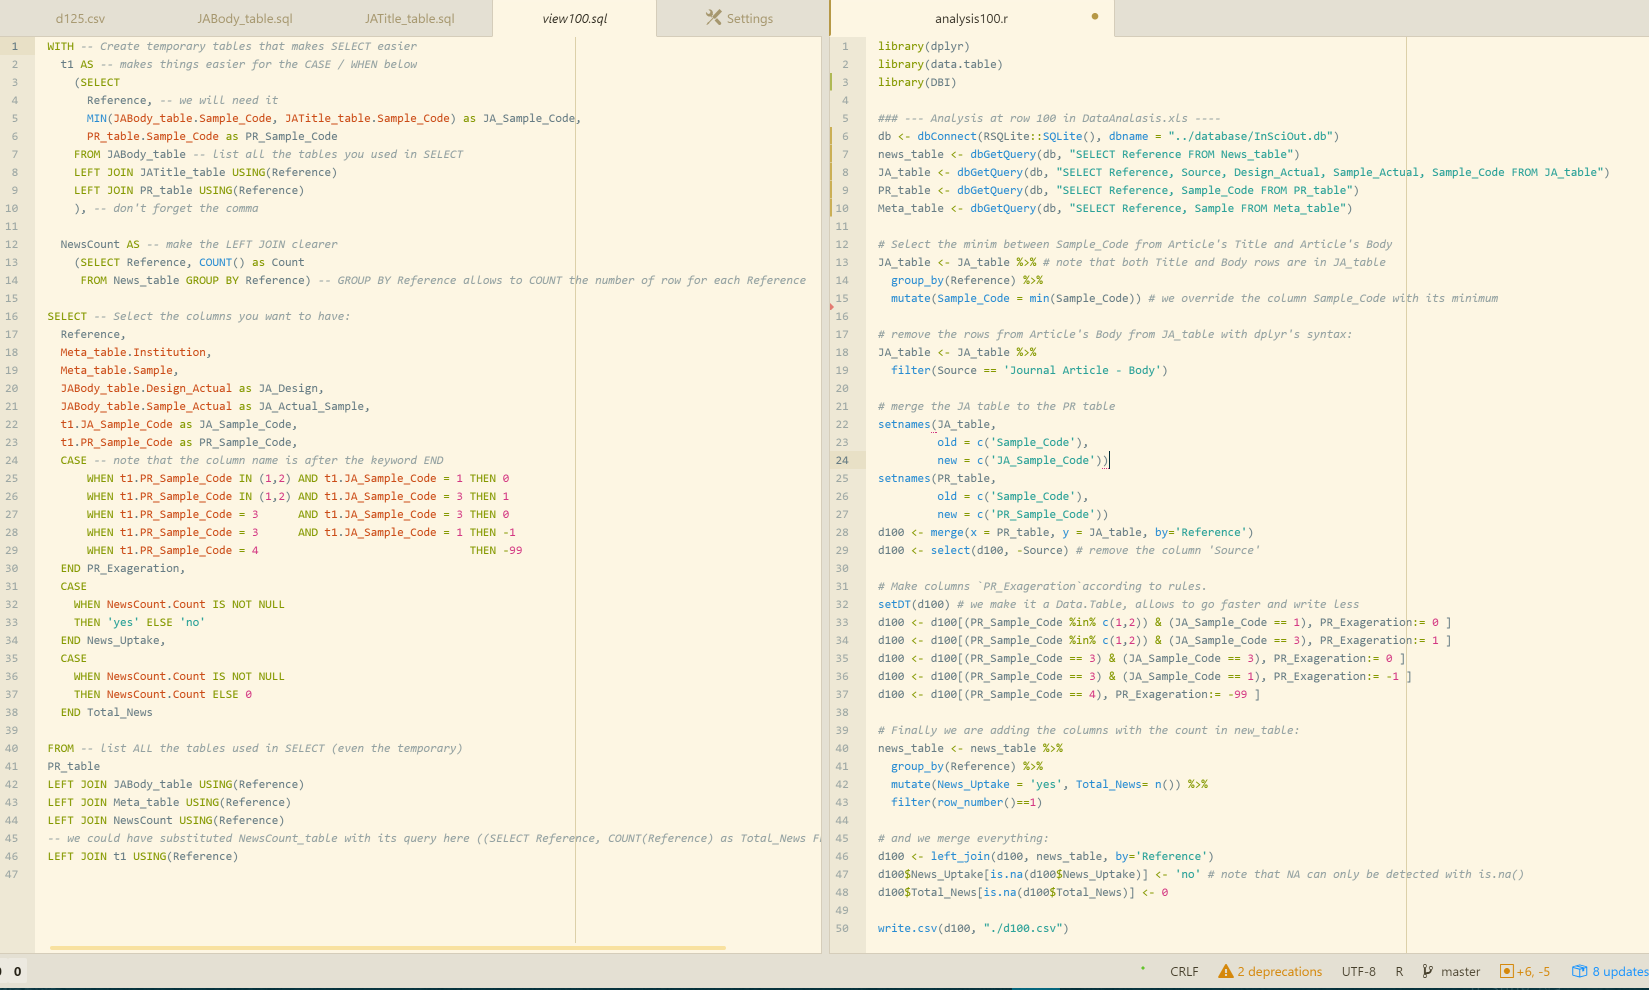 d125.csv
JABody_table.sql
JATitle_table.sql
view100.sql
Settings
analysis100.r
1 WITH -- Create temporary tables that makes SELECT easier
2 t1 AS -- makes things easier for the CASE / WHEN below
3 (SELECT
4 Reference, -- we will need it
5 MIN(JABody_table.Sample_Code, JATitle_table.Sample_Code) as JA_Sample_Code,
6 PR_table.Sample_Code as PR_Sample_Code
7 FROM JABody_table -- list all the tables you used in SELECT
8 LEFT JOIN JATitle_table USING(Reference)
9 LEFT JOIN PR_table USING(Reference)
10 ), -- don't forget the comma
11
12 NewsCount AS -- make the LEFT JOIN clearer
13 (SELECT Reference, COUNT() as Count
14 FROM News_table GROUP BY Reference) -- GROUP BY Reference allows to COUNT the number of row for each Reference
15
16 SELECT -- Select the columns you want to have:
17 Reference,
18 Meta_table.Institution,
19 Meta_table.Sample,
20 JABody_table.Design_Actual as JA_Design,
21 JABody_table.Sample_Actual as JA_Actual_Sample,
22 t1.JA_Sample_Code as JA_Sample_Code,
23 t1.PR_Sample_Code as PR_Sample_Code,
24 CASE -- note that the column name is after the keyword END
25 WHEN t1.PR_Sample_Code IN (1,2) AND t1.JA_Sample_Code = 1 THEN 0
26 WHEN t1.PR_Sample_Code IN (1,2) AND t1.JA_Sample_Code = 3 THEN 1
27 WHEN t1.PR_Sample_Code = 3 AND t1.JA_Sample_Code = 3 THEN 0
28 WHEN t1.PR_Sample_Code = 3 AND t1.JA_Sample_Code = 1 THEN -1
29 WHEN t1.PR_Sample_Code = 4 THEN -99
30 END PR_Exageration,
31 CASE
32 WHEN NewsCount.Count IS NOT NULL
33 THEN 'yes' ELSE 'no'
34 END News_Uptake,
35 CASE
36 WHEN NewsCount.Count IS NOT NULL
37 THEN NewsCount.Count ELSE 0
38 END Total_News
39
40 FROM -- list ALL the tables used in SELECT (even the temporary)
41 PR_table
42 LEFT JOIN JABody_table USING(Reference)
43 LEFT JOIN Meta_table USING(Reference)
44 LEFT JOIN NewsCount USING(Reference)
45 -- we could have substituted NewsCount_table with its query here ((SELECT Reference, COUNT(Reference) as Total_News F
46 LEFT JOIN t1 USING(Reference)
47
1 library(dplyr)
2 library(data.table)
3 library(DBI)
4
5 ### --- Analysis at row 100 in DataAnalasis.xls ----
6 db <- dbConnect(RSQLite::SQLite(), dbname = "../database/InSciOut.db")
7 news_table <- dbGetQuery(db, "SELECT Reference FROM News_table")
8 JA_table <- dbGetQuery(db, "SELECT Reference, Source, Design_Actual, Sample_Actual, Sample_Code FROM JA_table")
9 PR_table <- dbGetQuery(db, "SELECT Reference, Sample_Code FROM PR_table")
10 Meta_table <- dbGetQuery(db, "SELECT Reference, Sample FROM Meta_table")
11
12 # Select the minim between Sample_Code from Article's Title and Article's Body
13 JA_table <- JA_table %>% # note that both Title and Body rows are in JA_table
14 group_by(Reference) %>%
15 mutate(Sample_Code = min(Sample_Code)) # we override the column Sample_Code with its minimum
16
17 # remove the rows from Article's Body from JA_table with dplyr's syntax:
18 JA_table <- JA_table %>%
19 filter(Source == 'Journal Article - Body')
20
21 # merge the JA table to the PR table
22 setnames(JA_table,
23 old = c('Sample_Code'),
24 new = c('JA_Sample_Code'))
25 setnames(PR_table,
26 old = c('Sample_Code'),
27 new = c('PR_Sample_Code'))
28 d100 <- merge(x = PR_table, y = JA_table, by='Reference')
29 d100 <- select(d100, -Source) # remove the column 'Source'
30
31 # Make columns `PR_Exageration`according to rules.
32 setDT(d100) # we make it a Data.Table, allows to go faster and write less
33 d100 <- d100[(PR_Sample_Code %in% c(1,2)) & (JA_Sample_Code == 1), PR_Exageration:= 0 ]
34 d100 <- d100[(PR_Sample_Code %in% c(1,2)) & (JA_Sample_Code == 3), PR_Exageration:= 1 ]
35 d100 <- d100[(PR_Sample_Code == 3) & (JA_Sample_Code == 3), PR_Exageration:= 0 ]
36 d100 <- d100[(PR_Sample_Code == 3) & (JA_Sample_Code == 1), PR_Exageration:= -1 ]
37 d100 <- d100[(PR_Sample_Code == 4), PR_Exageration:= -99 ]
38
39 # Finally we are adding the columns with the count in new_table:
40 news_table <- news_table %>%
41 group_by(Reference) %>%
42 mutate(News_Uptake = 'yes', Total_News= n()) %>%
43 filter(row_number()==1)
44
45 # and we merge everything:
46 d100 <- left_join(d100, news_table, by='Reference')
47 d100$News_Uptake[is.na(d100$News_Uptake)] <- 'no' # note that NA can only be detected with is.na()
48 d100$Total_News[is.na(d100$Total_News)] <- 0
49
50 write.csv(d100, "./d100.csv")
0 CRLF 2 deprecations UTF-8 R master +6, -5 8 updates